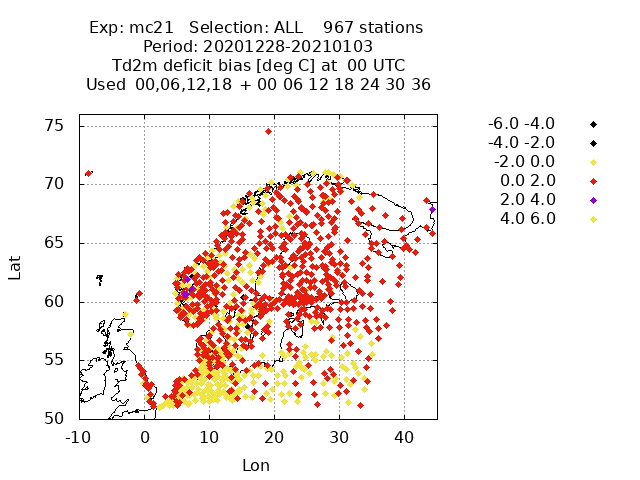 Exp: mc21   Selection: ALL    967 stations
Period: 20201228-20210103
Td2m deficit bias [deg C] at  00 UTC
Used  00,06,12,18 + 00 06 12 18 24 30 36
75
70
65
60
55
50
Lat
-10 0 10 20 30 40
Lon
-6.0 -4.0
-4.0 -2.0
-2.0 0.0
0.0 2.0
2.0 4.0
4.0 6.0